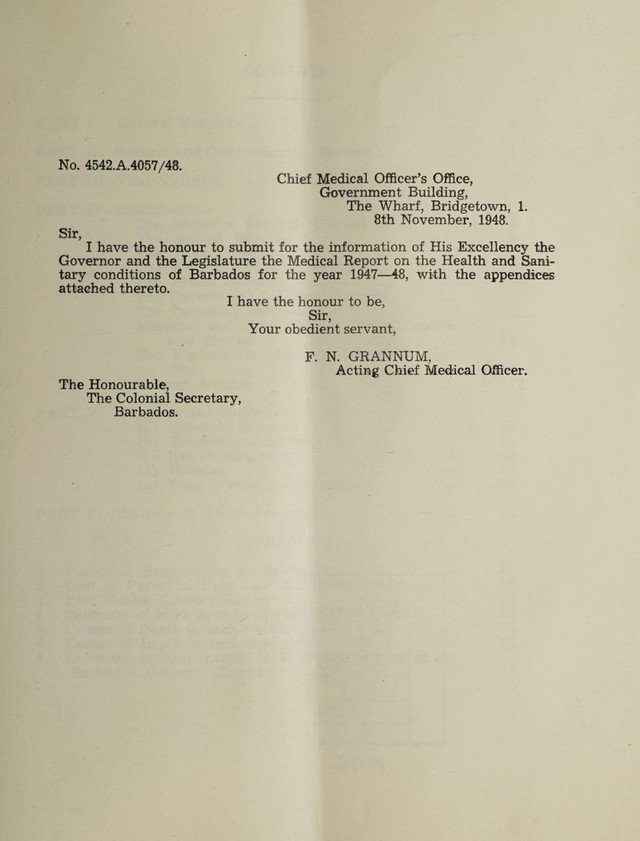 No. 4542.A.4057/48.
Chief Medical Officer's Office,
Government Building,
The Wharf, Bridgetown, 1.
8th November, 1948.
Sir,
I have the honour to submit for the information of His Excellency the
Governor and the Legislature the Medical Report on the Health and Sani-
tary conditions of Barbados for the year 1947—48, with the appendices
attached thereto.
I have the honour to be,
Sir,
Your obedient servant,
F. N. GRANNUM,
Acting Chief Medical Officer.
The Honourable,
The Colonial Secretary,
Barbados.